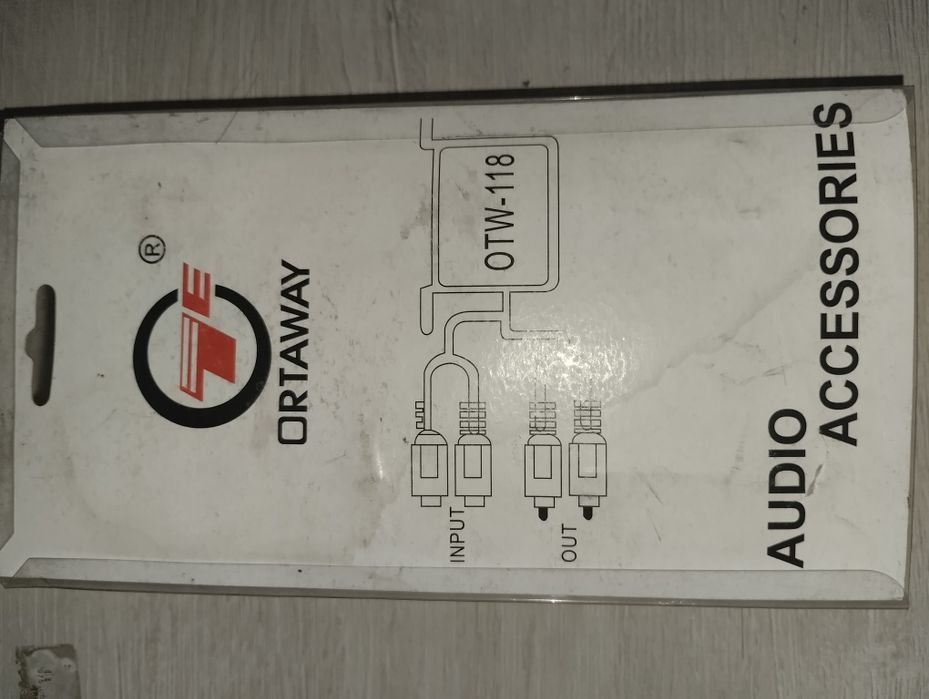 ®
ORTAWAY
OTW-118
INPUT
OUT
AUDIO
ACCESSORIES